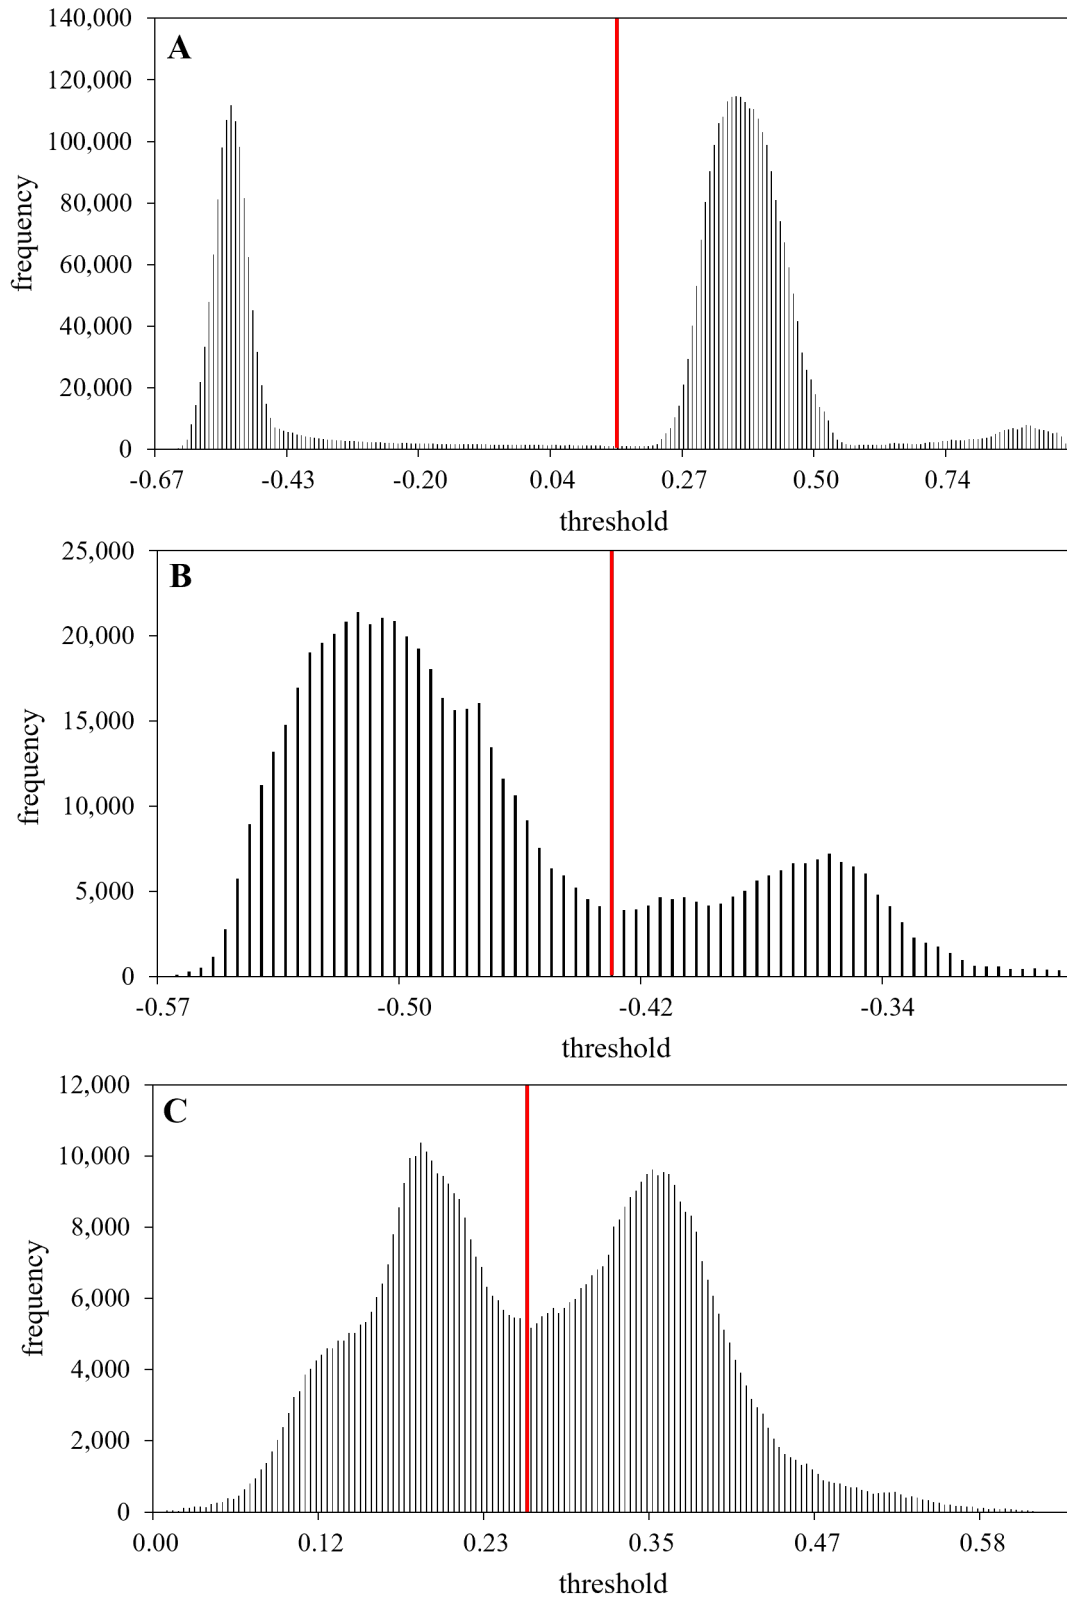 A
140,000
120,000
100,000
80,000
60,000
40,000
20,000
0
frequency
-0.67 -0.43 -0.20 0.04 0.27 0.50 0.74
threshold
B
25,000
20,000
15,000
10,000
5,000
0
frequency
-0.57 -0.50 -0.42 -0.34
threshold
C
12,000
10,000
8,000
6,000
4,000
2,000
0
frequency
0.00 0.12 0.23 0.35 0.47 0.58
threshold